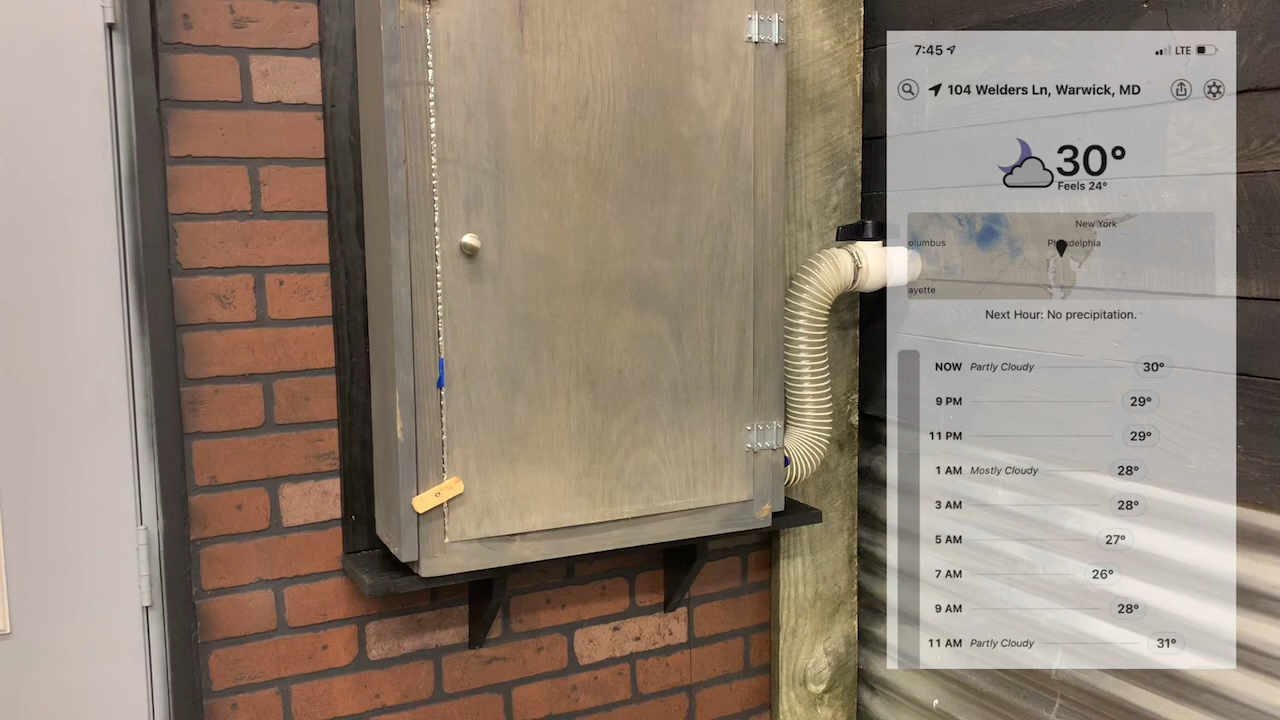 7:45 LTE
104 Welders Ln, Warwick, MD
30°
Feels 24°
New York
olumbus
Philadelphia
ayette
Next Hour: No precipitation.
NOW Partly Cloudy 30°
9 PM 29°
11 PM 29°
1 AM Mostly Cloudy 28°
3 AM 28°
5 AM 27°
7 AM 26°
9 AM 28°
11 AM Partly Cloudy 31°